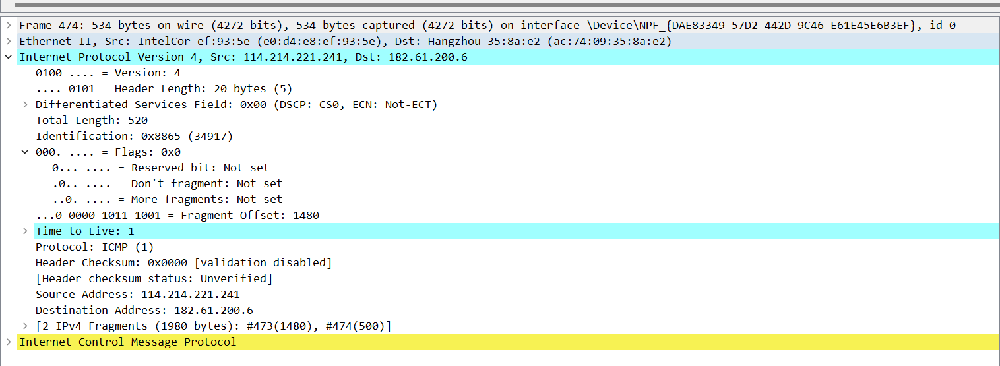 Frame 474: 534 bytes on wire (4272 bits), 534 bytes captured (4272 bits) on interface \Device\NPF_{DAE83349-57D2-442D-9C46-E61E45E6B3EF}, id 0
Ethernet II, Src: IntelCor_ef:93:5e (e0:d4:e8:ef:93:5e), Dst: Hangzhou_35:8a:e2 (ac:74:09:35:8a:e2)
Internet Protocol Version 4, Src: 114.214.221.241, Dst: 182.61.200.6
0100 .... = Version: 4
.... 0101 = Header Length: 20 bytes (5)
Differentiated Services Field: 0x00 (DSCP: CS0, ECN: Not-ECT)
Total Length: 520
Identification: 0x8865 (34917)
000. .... = Flags: 0x0
0... .... = Reserved bit: Not set
.0.. .... = Don't fragment: Not set
..0. .... = More fragments: Not set
...0 0000 1011 1001 = Fragment Offset: 1480
Time to Live: 1
Protocol: ICMP (1)
Header Checksum: 0x0000 [validation disabled]
[Header checksum status: Unverified]
Source Address: 114.214.221.241
Destination Address: 182.61.200.6
[2 IPv4 Fragments (1980 bytes): #473(1480), #474(500)]
Internet Control Message Protocol